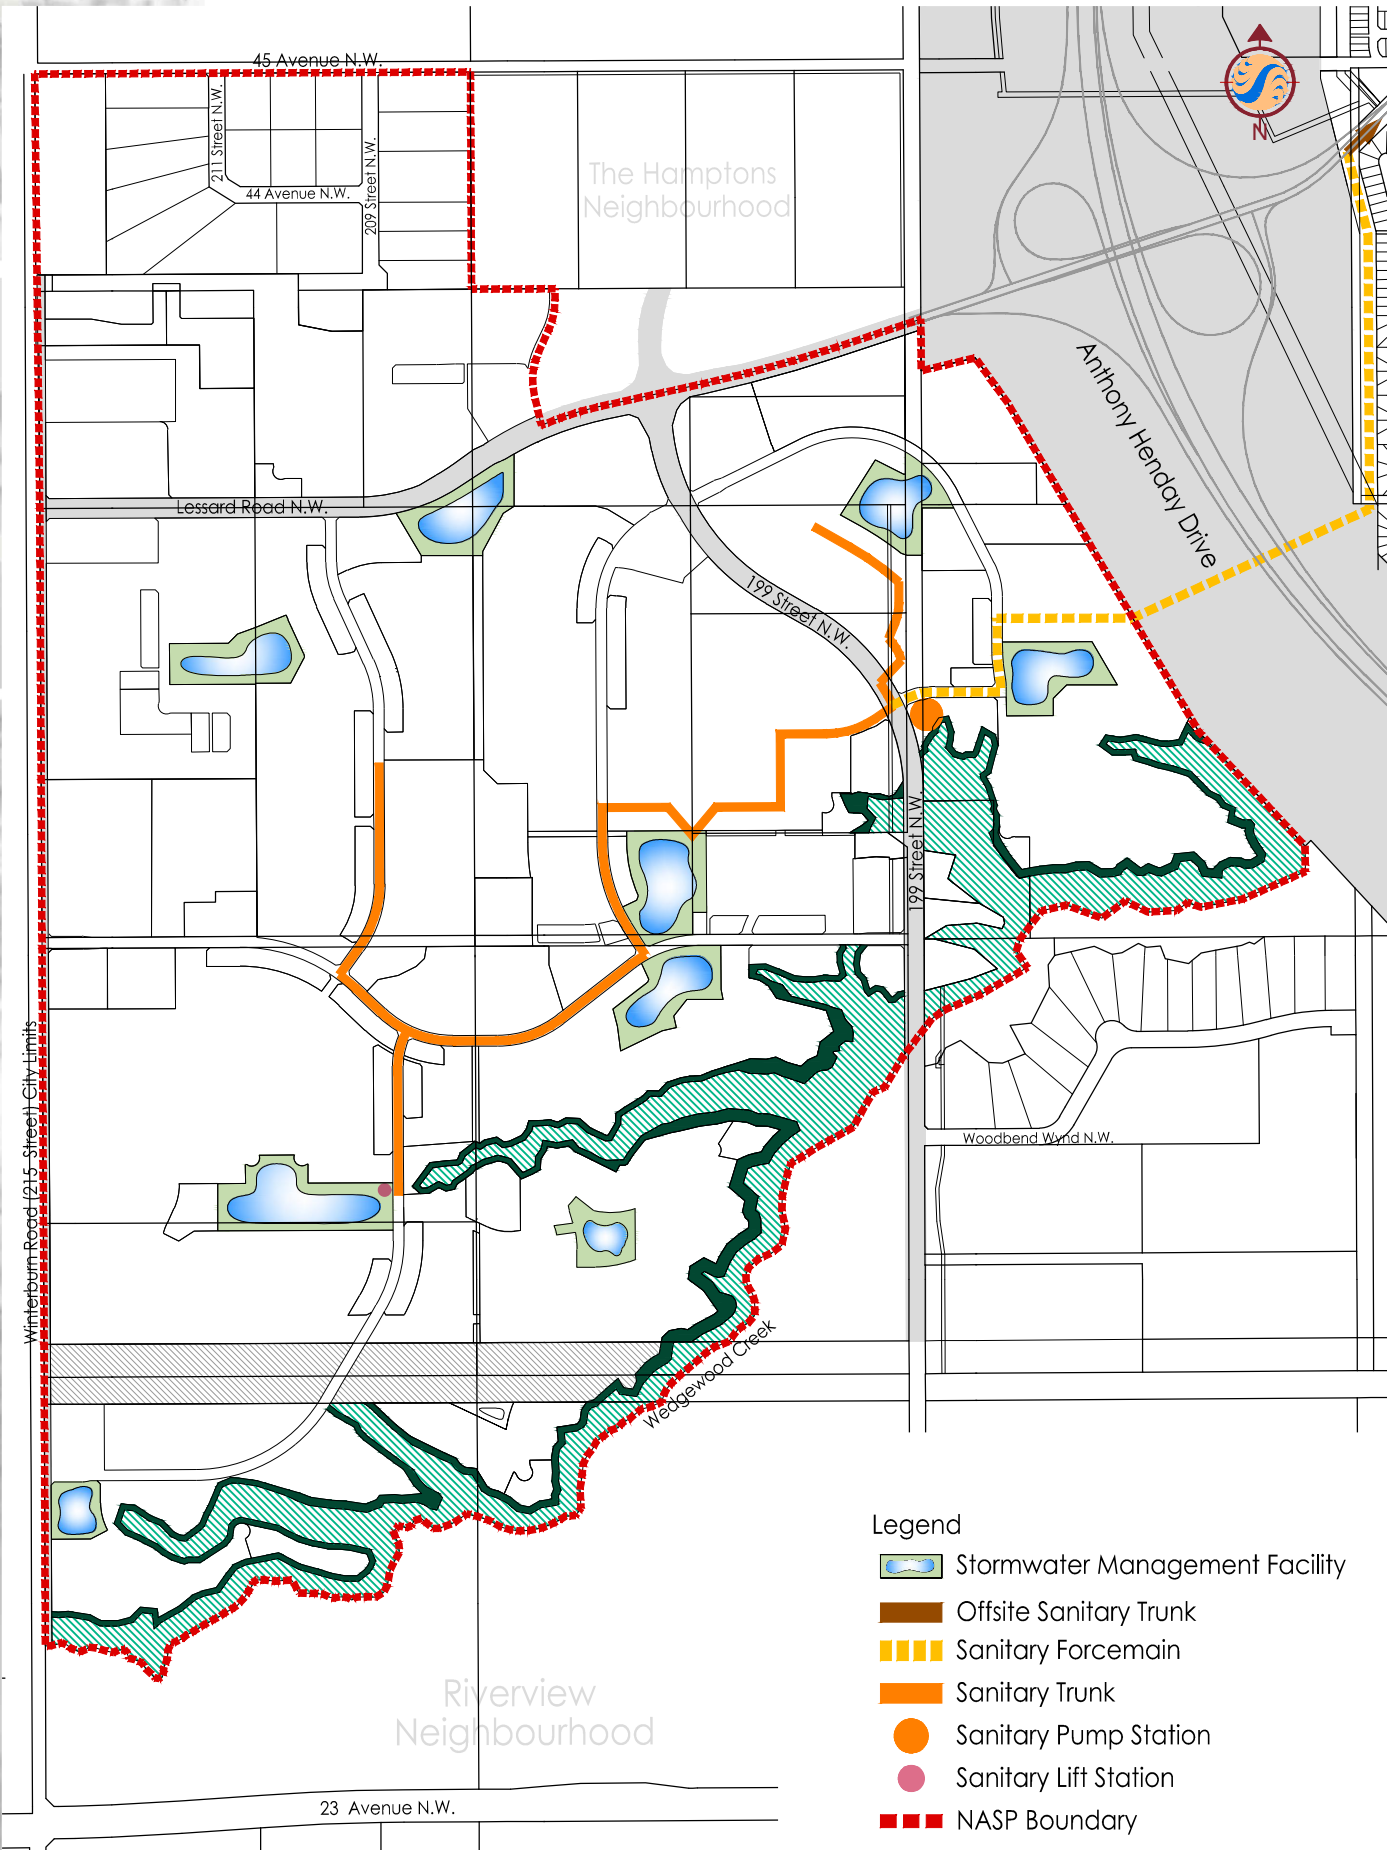 45 Avenue N.W.
211 Street N.W.
44 Avenue N.W.
209 Street N.W.
The Hamptons
Neighbourhood
N
Anthony Henday Drive
Lessard Road N.W.
199 Street N.W.
199 Street N.W.
Winterburn Road (215 Street) City Limits
Woodbend Wynd N.W.
Wedgewood Creek
Riverview
Neighbourhood
23 Avenue N.W.
Legend
Stormwater Management Facility
Offsite Sanitary Trunk
Sanitary Forcemain
Sanitary Trunk
Sanitary Pump Station
Sanitary Lift Station
NASP Boundary